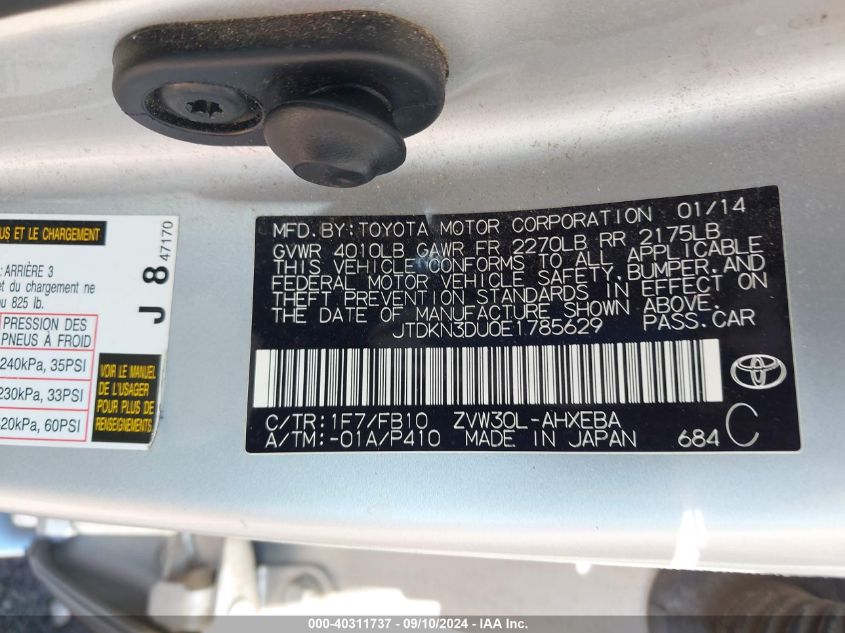 US ET LE CHARGEMENT
: ARRIÈRE 3
et du chargement ne
ou 825 lb.
PRESSION DES
PNEUS À FROID
240kPa, 35PSI
230kPa, 33PSI
20kPa, 60PSI
J 8 47170
VOIR LE MANUEL
DE L'USAGER
POUR PLUS DE
RENSEIGNEMENTS
MFD. BY: TOYOTA MOTOR CORPORATION 01/14
GVWR 4010LB GAWR FR 2270LB RR 2175LB
THIS VEHICLE CONFORMS TO ALL APPLICABLE
FEDERAL MOTOR VEHICLE SAFETY, BUMPER, AND
THEFT PREVENTION STANDARDS IN EFFECT ON
THE DATE OF MANUFACTURE SHOWN ABOVE.
JTDKN3DU0E1785629 PASS. CAR
C/TR: 1F7/FB10 ZVW30L-AHXEBA
A/TM: -01A/P410 MADE IN JAPAN 684 C
000-40311737 - 09/10/2024 - IAA Inc.